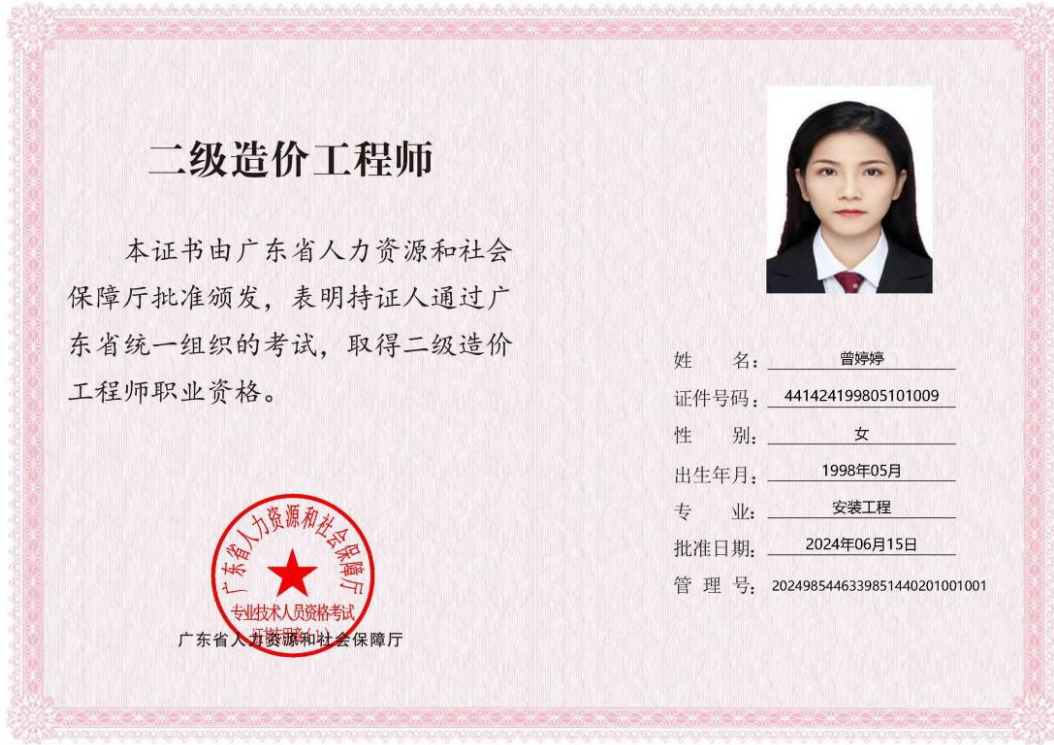 二级造价工程师
本证书由广东省人力资源和社会
保障厅批准颁发，表明持证人通过广
东省统一组织的考试，取得二级造价
工程师职业资格。
广东省人力资源和社会保障厅
专业技术人员资格考试
广东省人力资源和社会保障厅
姓 名：曾婷婷
证件号码：441424199805101009
性 别：女
出生年月：1998年05月
专 业：安装工程
批准日期：2024年06月15日
管 理 号：2024985446339851440201001001